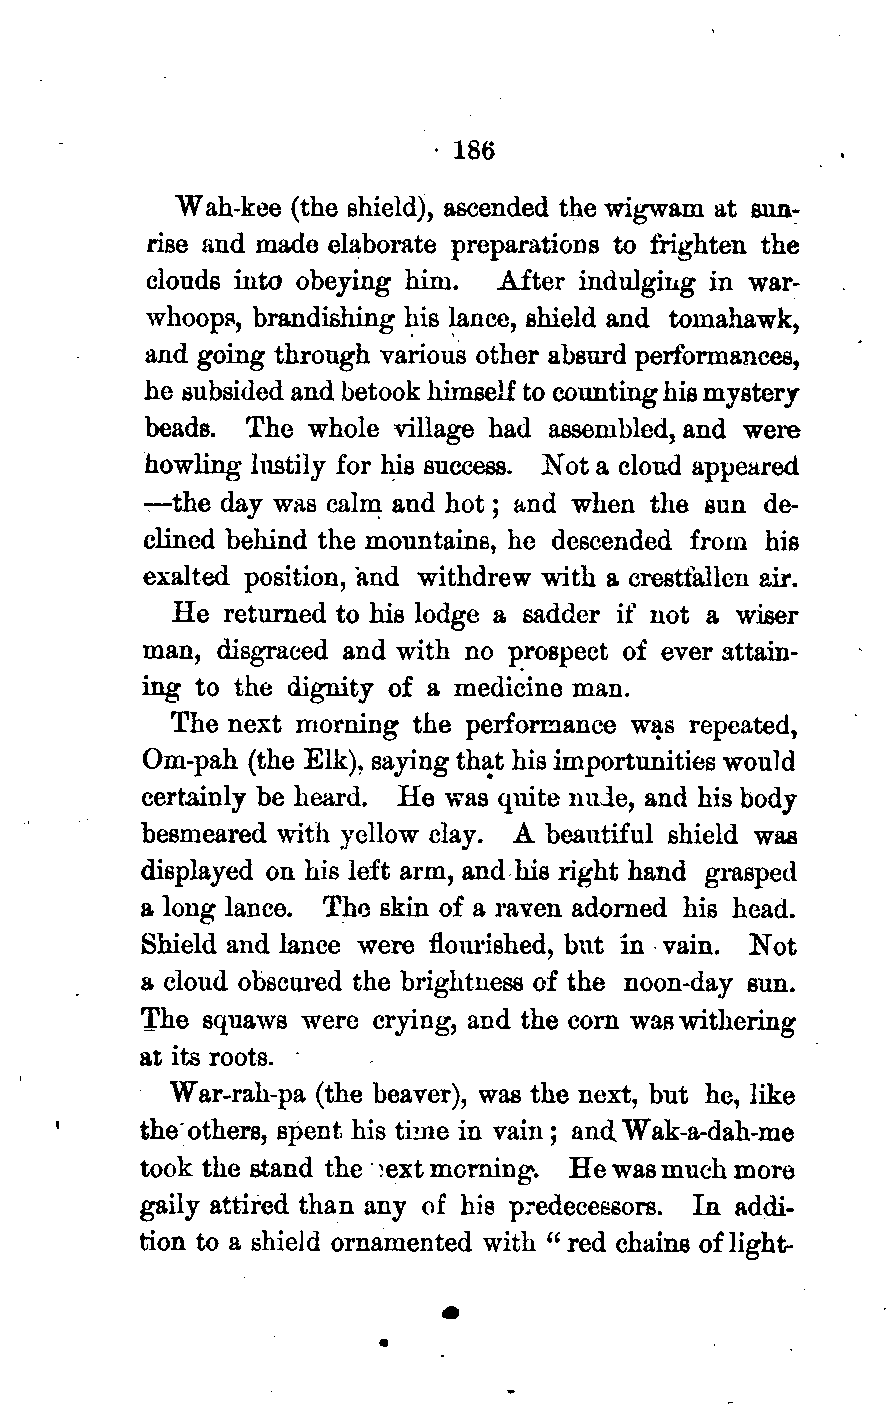 186
Wah-kee (the shield), ascended the wigwam at sun-
rise and made elaborate preparations to frighten the
clouds into obeying him. After indulging in war-
whoops, brandishing his lance, shield and tomahawk,
and going through various other absurd performances,
he subsided and betook himself to counting his mystery
beads. The whole village had assembled, and were
howling lustily for his success. Not a cloud appeared
—the day was calm and hot; and when the sun de-
clined behind the mountains, he descended from his
exalted position, and withdrew with a crestfallen air.
He returned to his lodge a sadder if not a wiser
man, disgraced and with no prospect of ever attain-
ing to the dignity of a medicine man.
The next morning the performance was repeated,
Om-pah (the Elk), saying that his importunities would
certainly be heard. He was quite nude, and his body
besmeared with yellow clay. A beautiful shield was
displayed on his left arm, and his right hand grasped
a long lance. The skin of a raven adorned his head.
Shield and lance were flourished, but in vain. Not
a cloud obscured the brightness of the noon-day sun.
The squaws were crying, and the corn was withering
at its roots.
War-rah-pa (the beaver), was the next, but he, like
the others, spent his time in vain; and Wak-a-dah-me
took the stand the next morning. He was much more
gaily attired than any of his predecessors. In addi-
tion to a shield ornamented with “red chains of light-